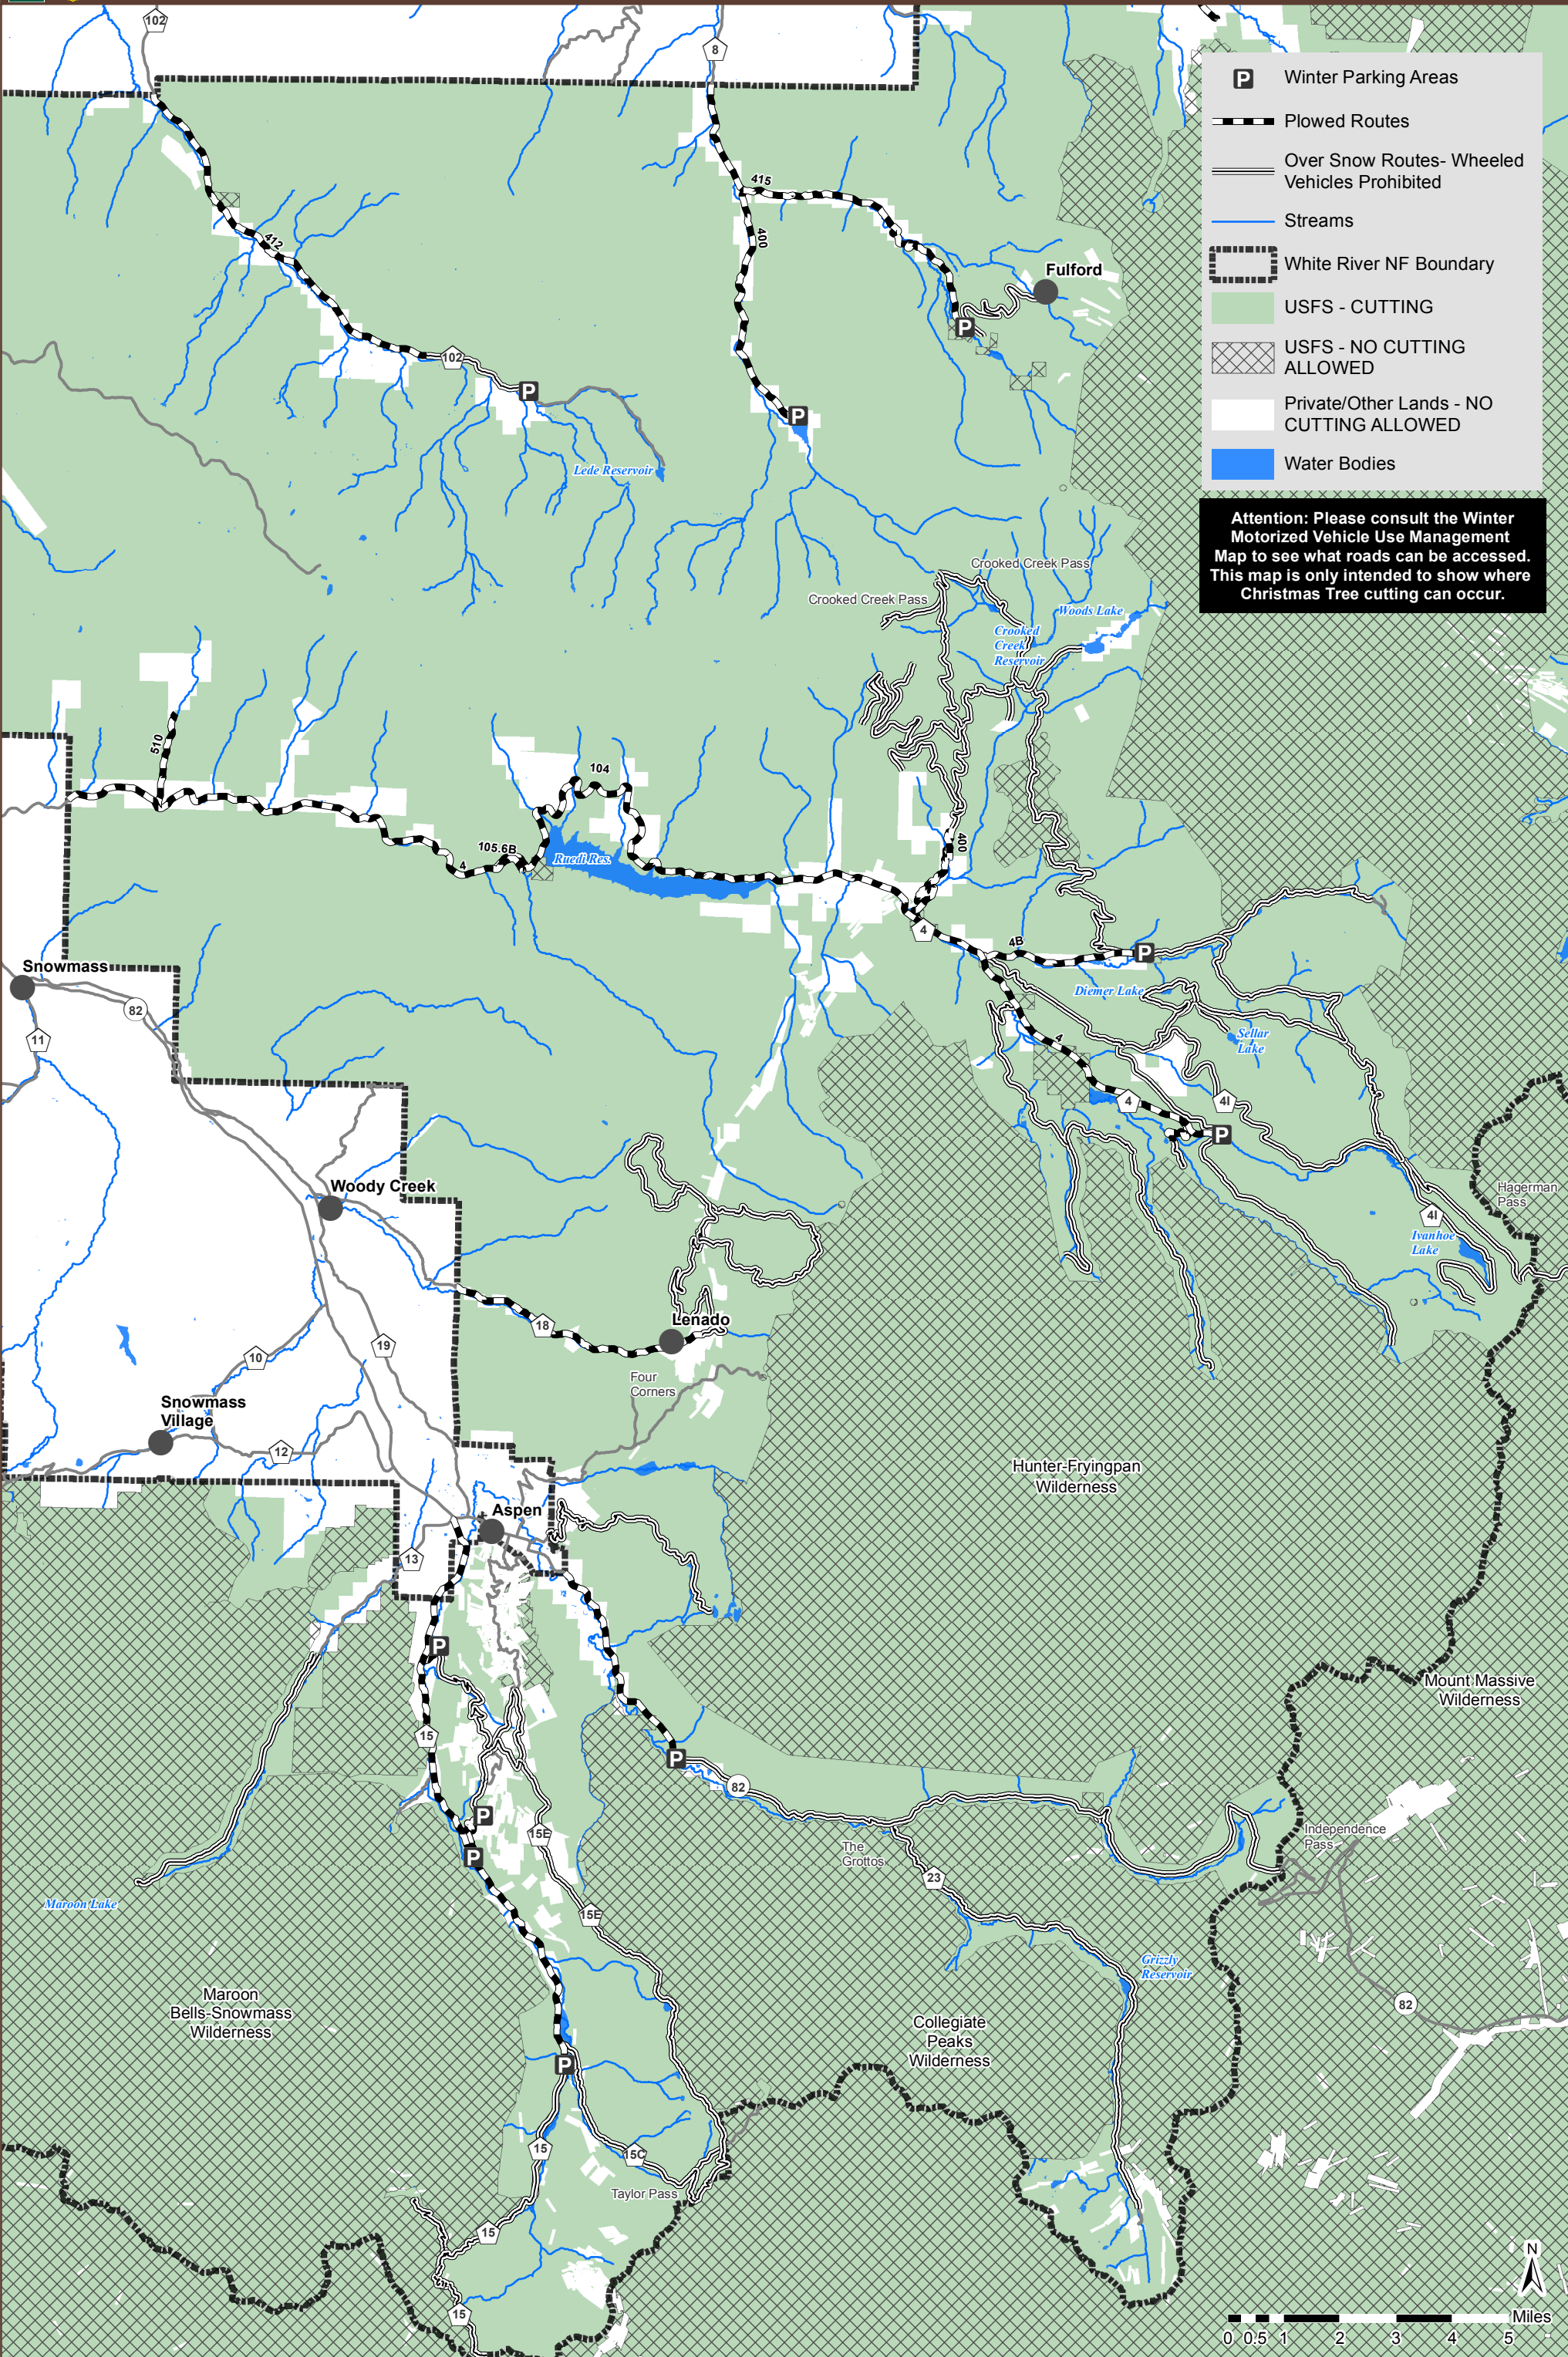 102
8
P Winter Parking Areas
Plowed Routes
Over Snow Routes- Wheeled
Vehicles Prohibited
Streams
White River NF Boundary
USFS - CUTTING
USFS - NO CUTTING
ALLOWED
Private/Other Lands - NO
CUTTING ALLOWED
Water Bodies
Attention: Please consult the Winter
Motorized Vehicle Use Management
Map to see what roads can be accessed.
This map is only intended to show where
Christmas Tree cutting can occur.
415
400
412
Fulford
P
102
P
P
Lede Reservoir
Crooked Creek Pass
Crooked Creek Pass
Woods Lake
Crooked
Creek
Reservoir
510
104
400
105.6B
4
Ruedi Res.
4
4B
P
Snowmass
82
11
Diemer Lake
Sellar
Lake
4
4
4I
P
Woody Creek
Hagerman
Pass
4I
Ivanhoe
Lake
18
Lenado
19
10
Four
Corners
Snowmass
Village
12
Hunter-Fryingpan
Wilderness
Aspen
13
P
Mount Massive
Wilderness
15
P
82
P
15E
P
The
Grottos
Independence
Pass
23
Maroon Lake
15E
Grizzly
Reservoir
Maroon
Bells-Snowmass
Wilderness
82
Collegiate
Peaks
Wilderness
P
15
15C
Taylor Pass
15
15
N
Miles
0 0.5 1 2 3 4 5